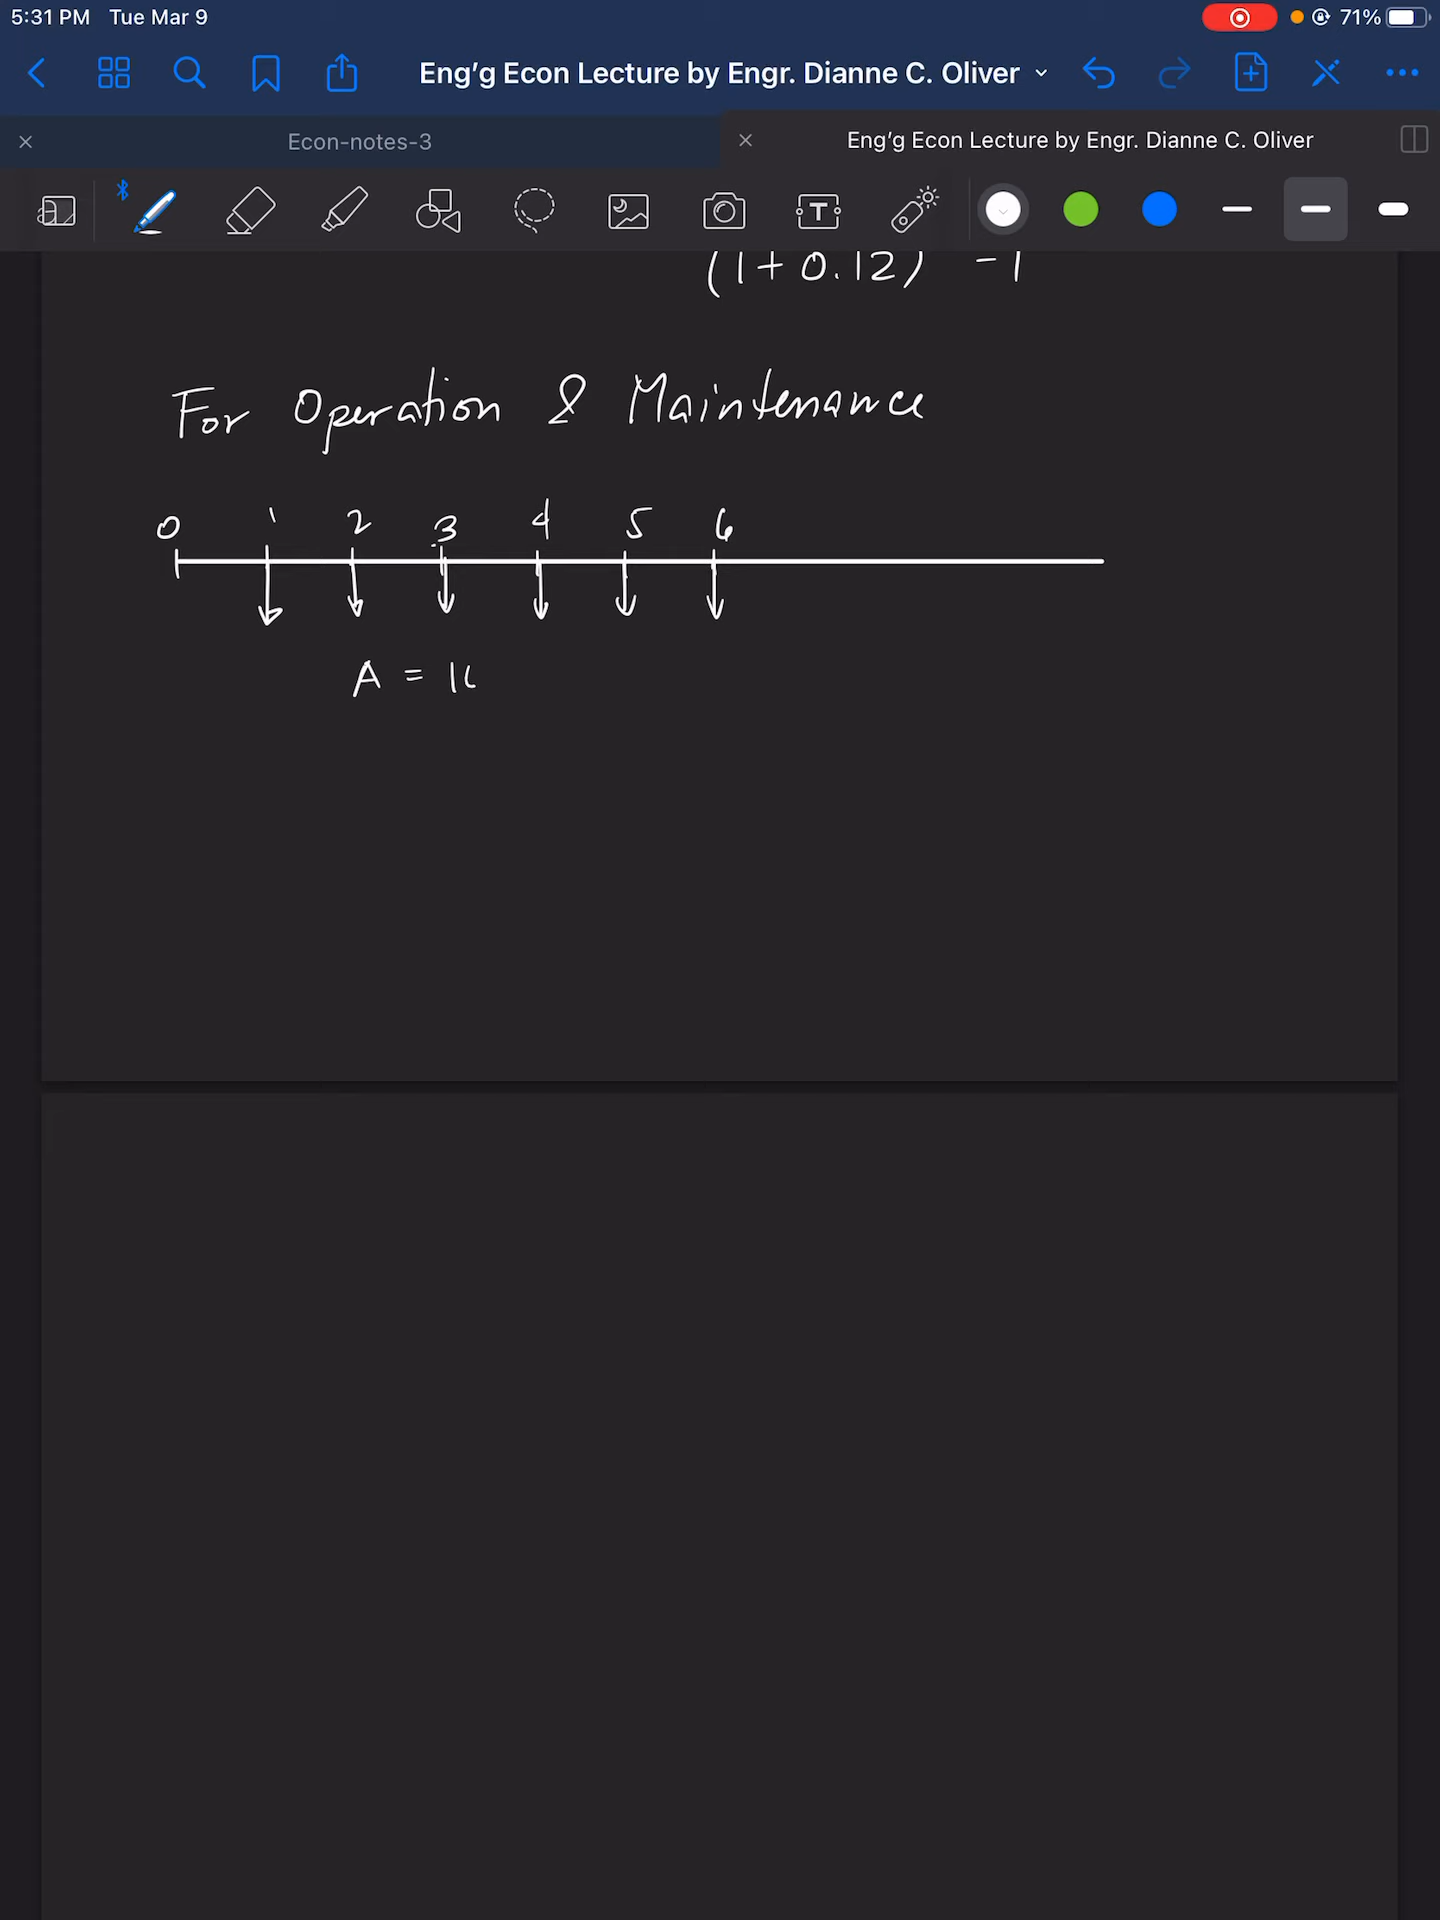 5:31 PM Tue Mar 9 71%
Eng'g Econ Lecture by Engr. Dianne C. Oliver
Econ-notes-3
Eng'g Econ Lecture by Engr. Dianne C. Oliver
T
(1+0.12) -1
For Operation & Maintenance
0 1 2 3 4 5 6
A =